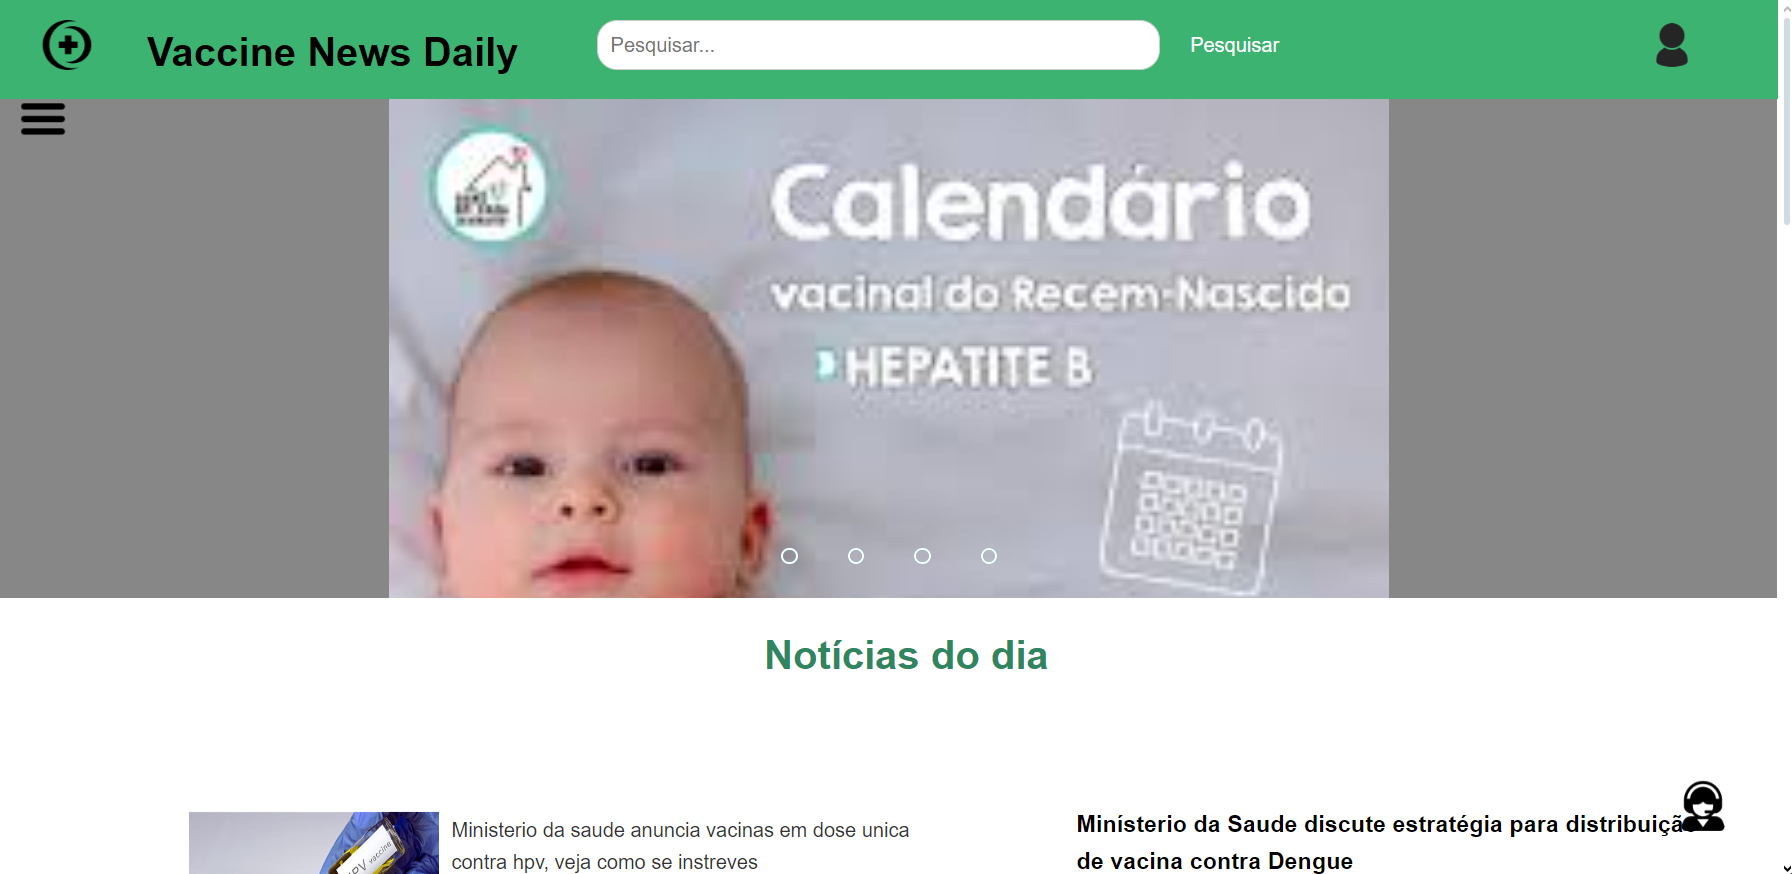 Vaccine News Daily
Pesquisar...
Pesquisar
Calendário
vacinal do Recem-Nascido
HEPATITE B
Notícias do dia
Ministerio da saude anuncia vacinas em dose unica
contra hpv, veja como se instreves
HPV vaccine
Minísterio da Saude discute estratégia para distribuição
de vacina contra Dengue